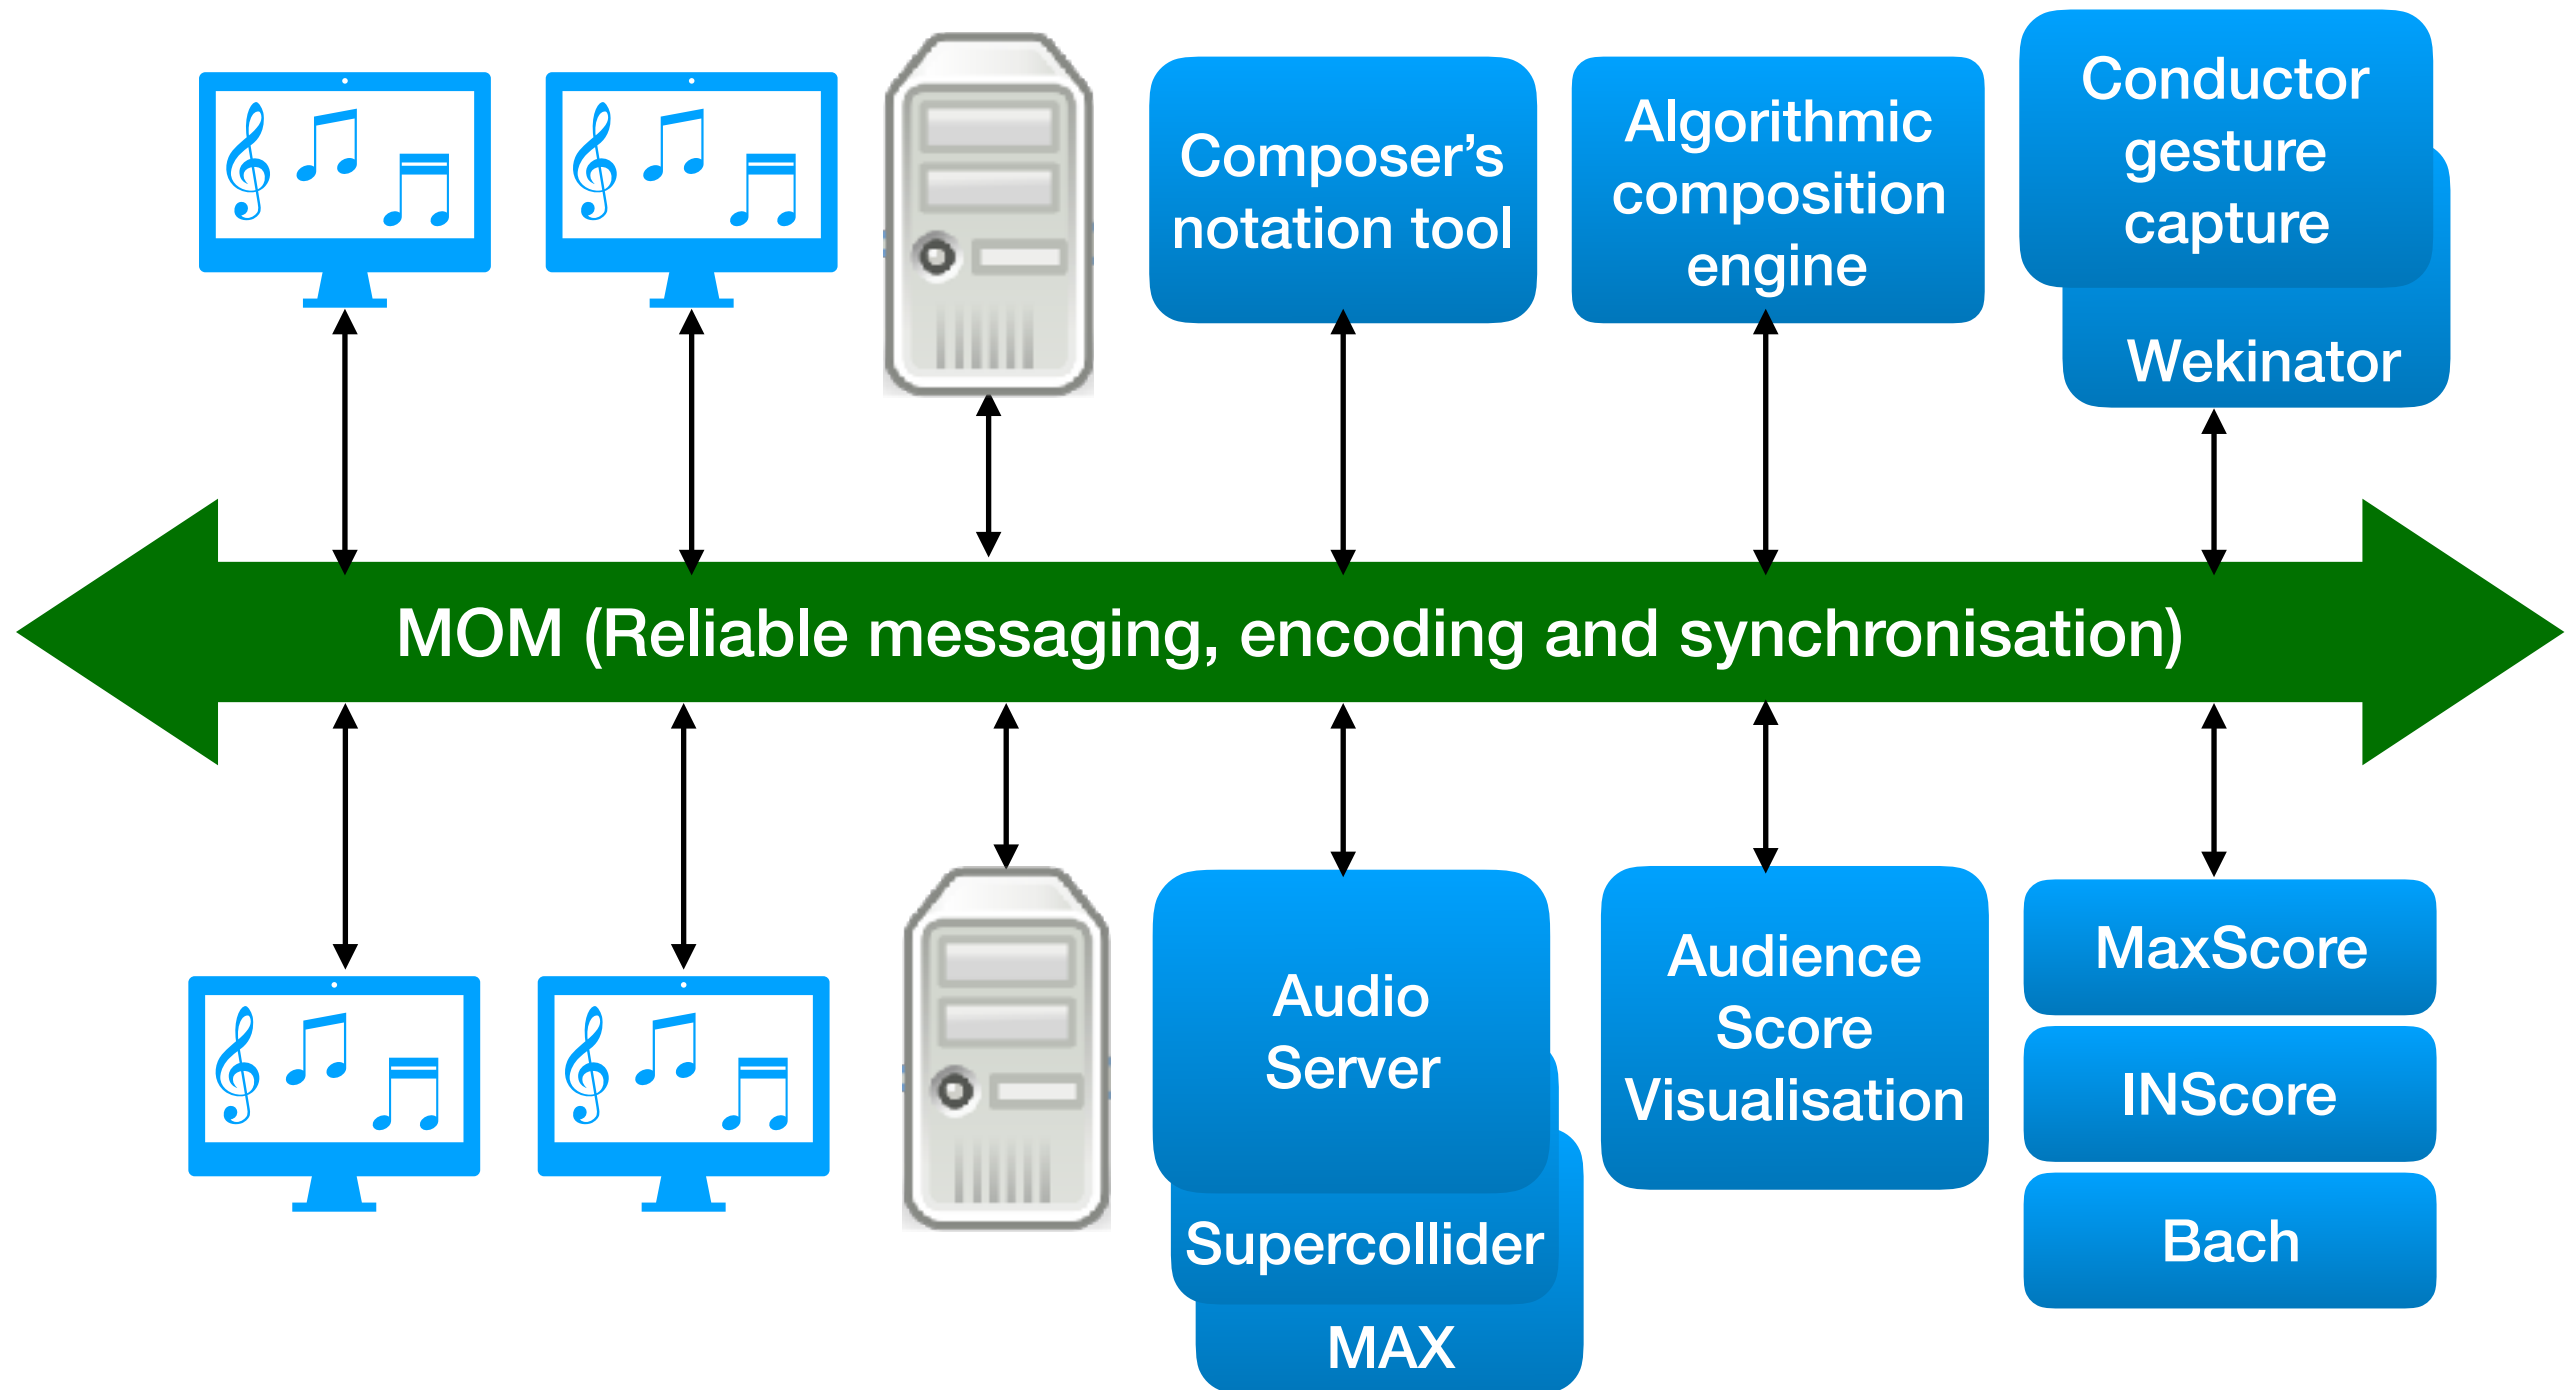 Composer’s
notation tool
Algorithmic
composition
engine
Conductor
gesture
capture
Wekinator
MOM (Reliable messaging, encoding and synchronisation)
Audio
Server
Supercollider
MAX
Audience
Score
Visualisation
MaxScore
INScore
Bach